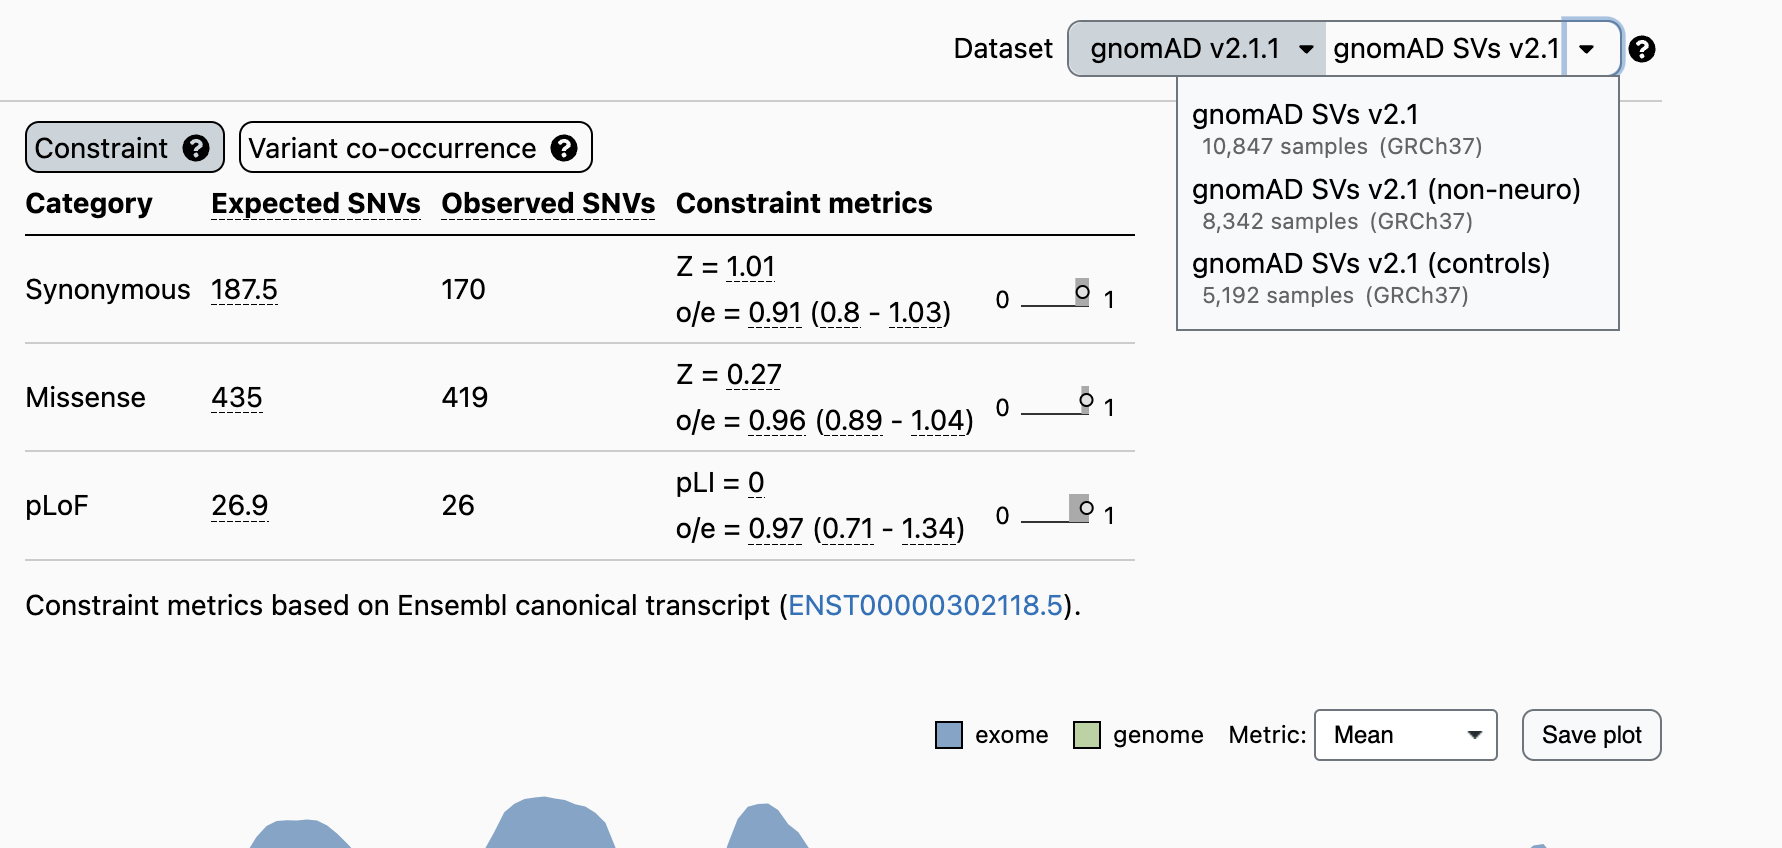 Dataset gnomAD v2.1.1 gnomAD SVs v2.1 ?
gnomAD SVs v2.1
10,847 samples (GRCh37)
gnomAD SVs v2.1 (non-neuro)
8,342 samples (GRCh37)
gnomAD SVs v2.1 (controls)
5,192 samples (GRCh37)
Constraint ? Variant co-occurrence ?
Category Expected SNVs Observed SNVs Constraint metrics
Synonymous 187.5 170
Z = 1.01
o/e = 0.91 (0.8 - 1.03)
0 1
Missense 435 419
Z = 0.27
o/e = 0.96 (0.89 - 1.04)
0 1
pLoF 26.9 26
pLI = 0
o/e = 0.97 (0.71 - 1.34)
0 1
Constraint metrics based on Ensembl canonical transcript (ENST00000302118.5).
exome genome Metric: Mean Save plot